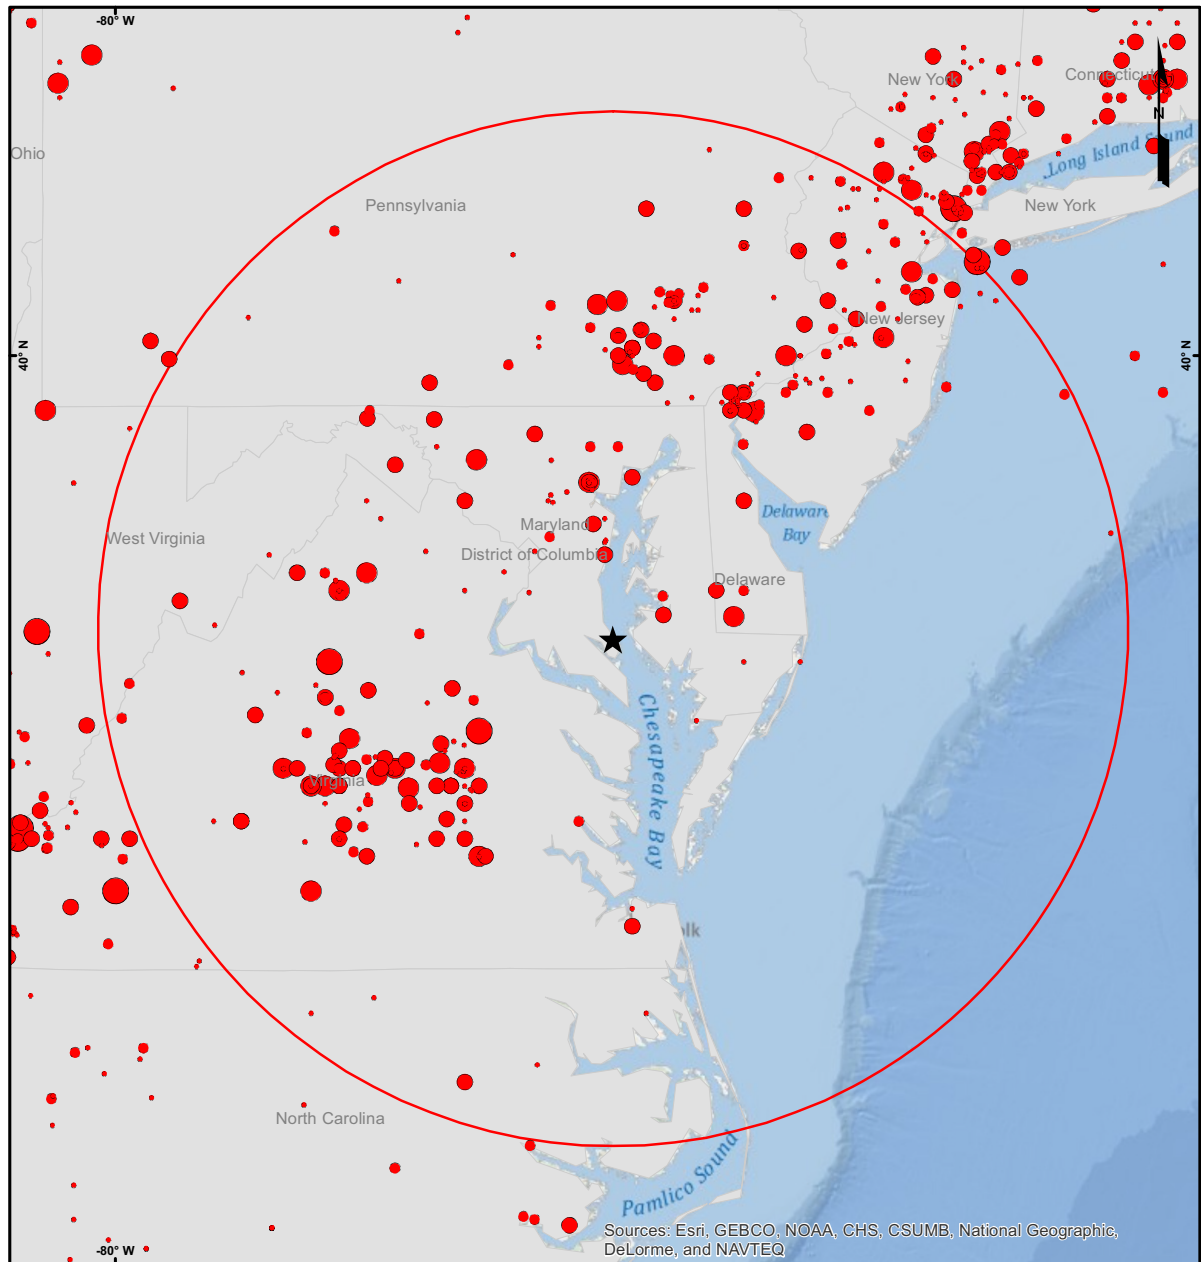 -80° W
New York
Connecticut
N
Ohio
Long Island Sound
Pennsylvania
New York
New Jersey
40° N
40° N
Delaware
Bay
Maryland
West Virginia
District of Columbia
Delaware
Chesapeake Bay
Virginia
lk
North Carolina
Pamlico Sound
Sources: Esri, GEBCO, NOAA, CHS, CSUMB, National Geographic,
DeLorme, and NAVTEQ
-80° W